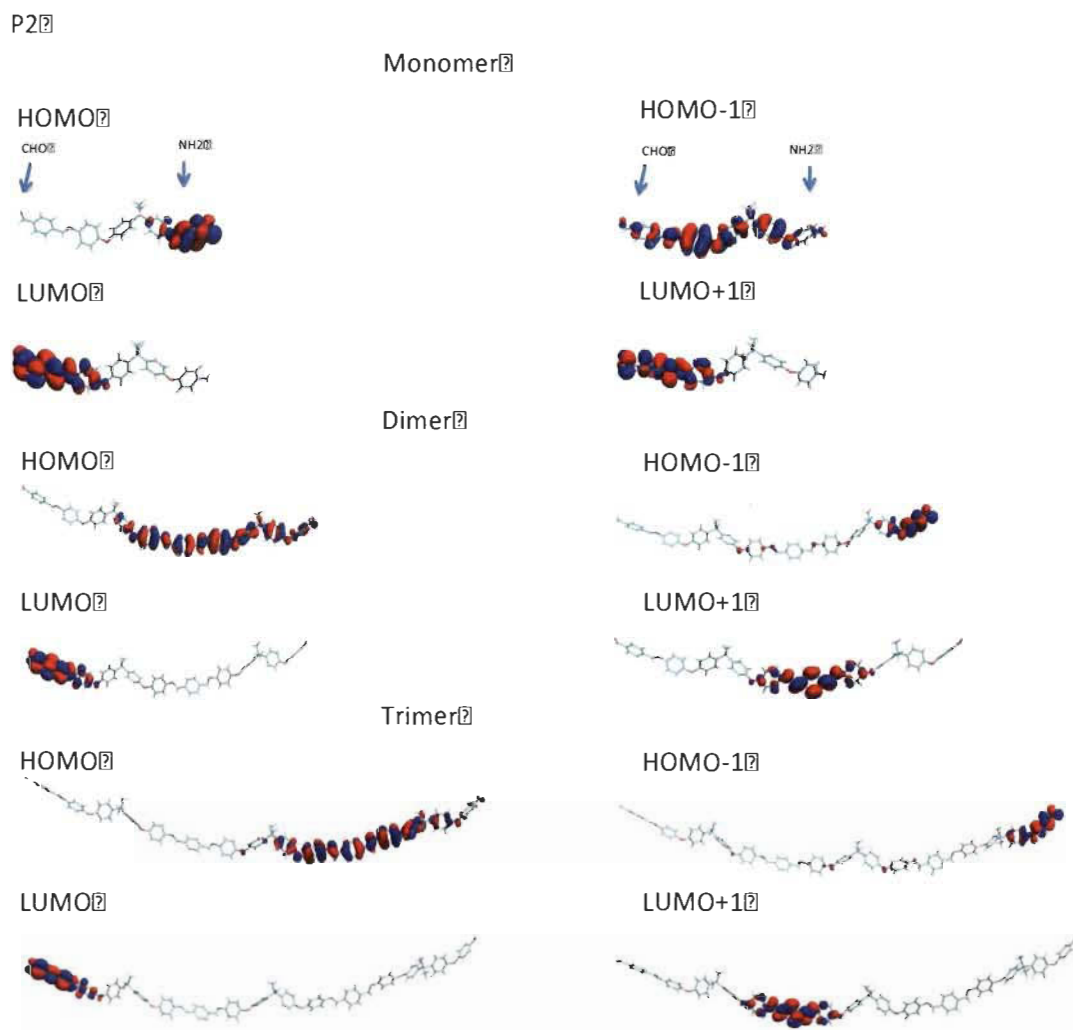 P2
Monomer
HOMO
HOMO-1
CHO
NH2
CHO
NH2
LUMO
LUMO+1
Dimer
HOMO
HOMO-1
LUMO
LUMO+1
Trimer
HOMO
HOMO-1
LUMO
LUMO+1